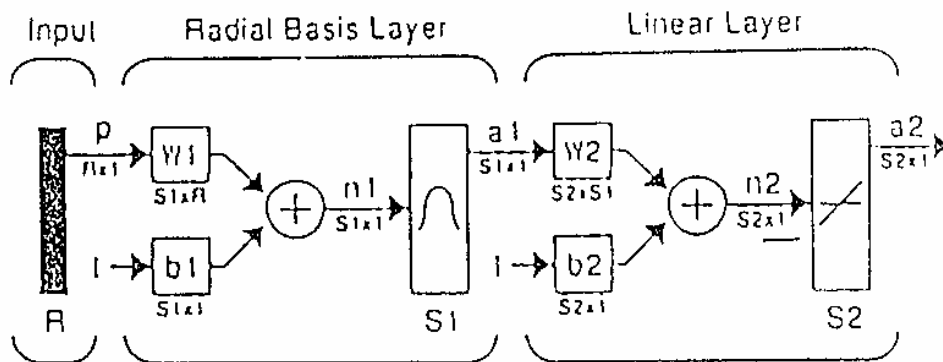 Input Radial Basis Layer Linear Layer
p a1 a2
W1 W2
R×1 S1×1 S2×1
S1×R n1 S2×S1 n2
S1×1 S2×1
1 b1 1 b2
S1×1 S2×1
R S1 S2